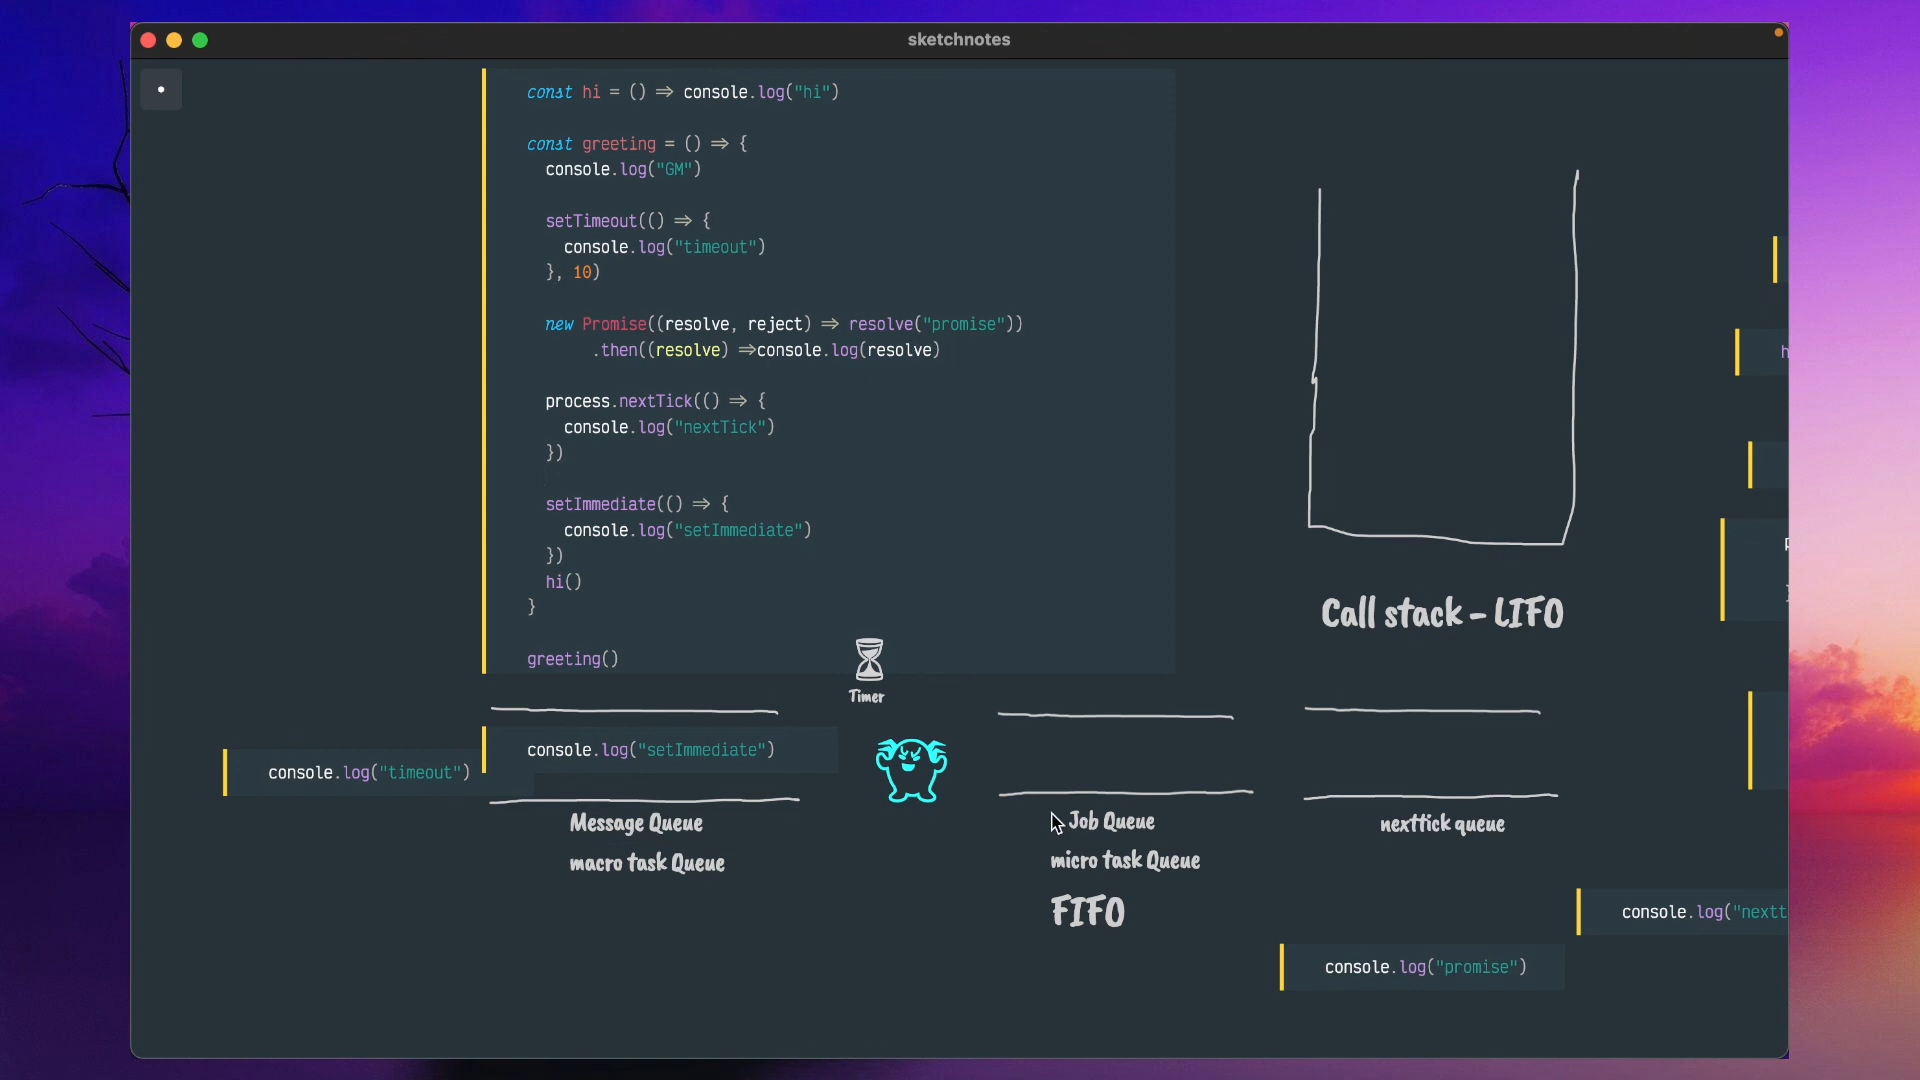 sketchnotes
const hi = () => console.log("hi")
const greeting = () => {
console.log("GM")
setTimeout(() => {
console.log("timeout")
}, 10)
new Promise((resolve, reject) => resolve("promise"))
.then((resolve) =>console.log(resolve)
process.nextTick(() => {
console.log("nextTick")
})
setImmediate(() => {
console.log("setImmediate")
})
hi()
}
greeting()
Timer
Call stack - LIFO
console.log("setImmediate")
console.log("timeout")
Message Queue
macro task Queue
Job Queue
micro task Queue
FIFO
nexttick queue
console.log("nextt
console.log("promise")